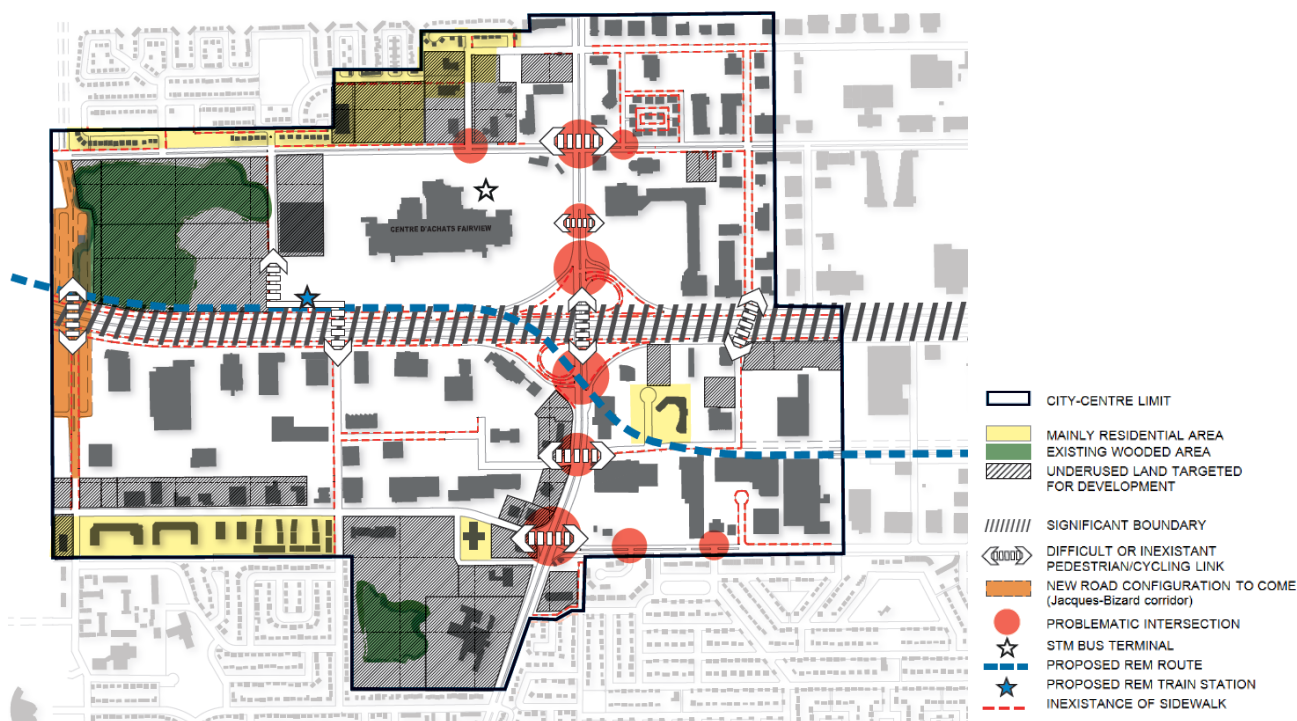 CENTRE D'ACHATS FAIRVIEW
CITY-CENTRE LIMIT
MAINLY RESIDENTIAL AREA
EXISTING WOODED AREA
UNDERUSED LAND TARGETED
FOR DEVELOPMENT
SIGNIFICANT BOUNDARY
DIFFICULT OR INEXISTANT
PEDESTRIAN/CYCLING LINK
NEW ROAD CONFIGURATION TO COME
(Jacques-Bizard corridor)
PROBLEMATIC INTERSECTION
STM BUS TERMINAL
PROPOSED REM ROUTE
PROPOSED REM TRAIN STATION
INEXISTANCE OF SIDEWALK